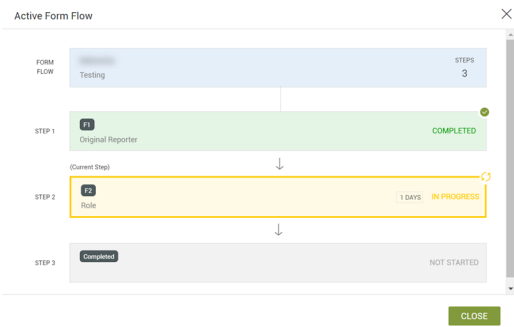 Active Form Flow
FORM
FLOW
Testing
STEPS
3
STEP 1
F1
Original Reporter
COMPLETED
(Current Step)
STEP 2
F2
Role
1 DAYS
IN PROGRESS
STEP 3
Completed
NOT STARTED
CLOSE